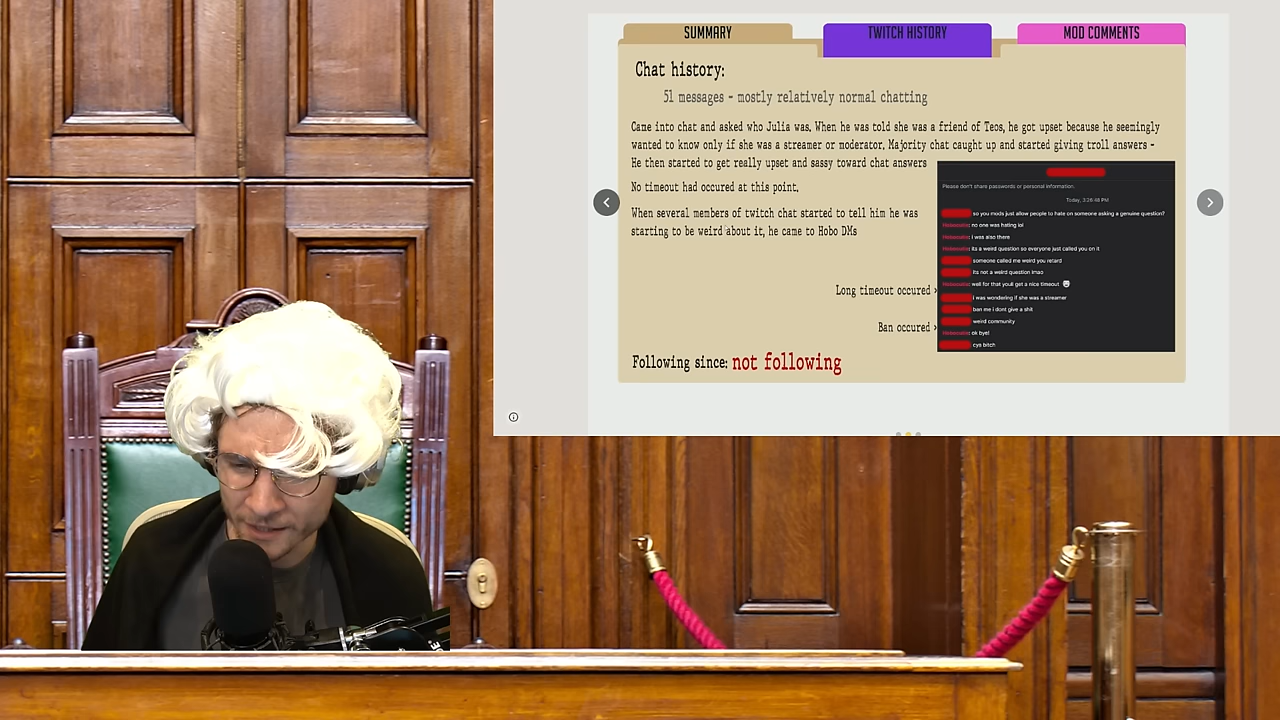 SUMMARY
TWITCH HISTORY
MOD COMMENTS
Chat history:
51 messages - mostly relatively normal chatting
Came into chat and asked who Julia was. When he was told she was a friend of Teos, he got upset because he seemingly
wanted to know only if she was a streamer or moderator. Majority chat caught up and started giving troll answers -
He then started to get really upset and sassy toward chat answers
No timeout had occured at this point.
When several members of twitch chat started to tell him he was
starting to be weird about it, he came to Hobo DMs
Long timeout occured ›
Ban occured ›
Following since: not following
Please don't share passwords or personal information.
Today, 3:26:48 PM
so you mods just allow people to hate on someone asking a genuine question?
no one was hating lol
i was also there
its a weird question so everyone just called you on it
someone called me weird you retard
its not a weird question lmao
well for that youll get a nice timeout
i was wondering if she was a streamer
ban me i dont give a shit
weird community
ok bye!
cya bitch